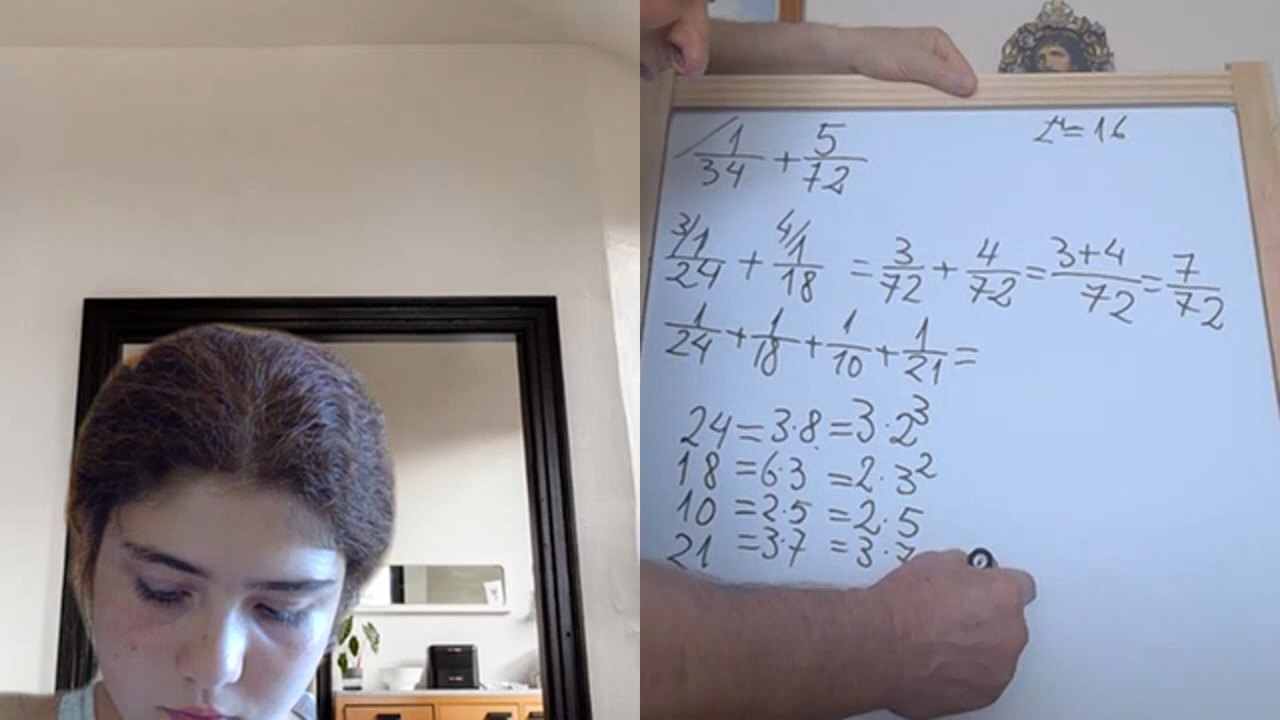 1/34 + 5/72
2⁴=16
3/ 1/24 + 4/ 1/18 = 3/72 + 4/72 = 3+4/72 = 7/72
1/24 + 1/18 + 1/10 + 1/21 =
24 = 3·8 = 3·2³
18 = 6·3 = 2·3²
10 = 2·5 = 2·5
21 = 3·7 = 3·